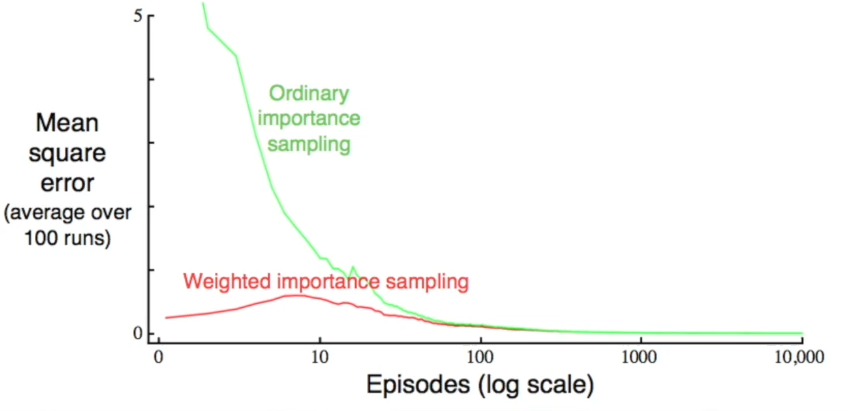 5
Ordinary
importance
sampling
Mean
square
error
(average over
100 runs)
Weighted importance sampling
0
0
10
100
1000
10,000
Episodes (log scale)